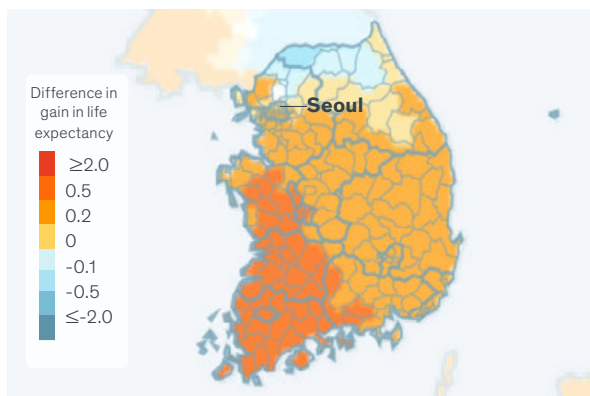 Difference in
gain in life
expectancy
≥2.0
0.5
0.2
0
-0.1
-0.5
≤-2.0
Seoul